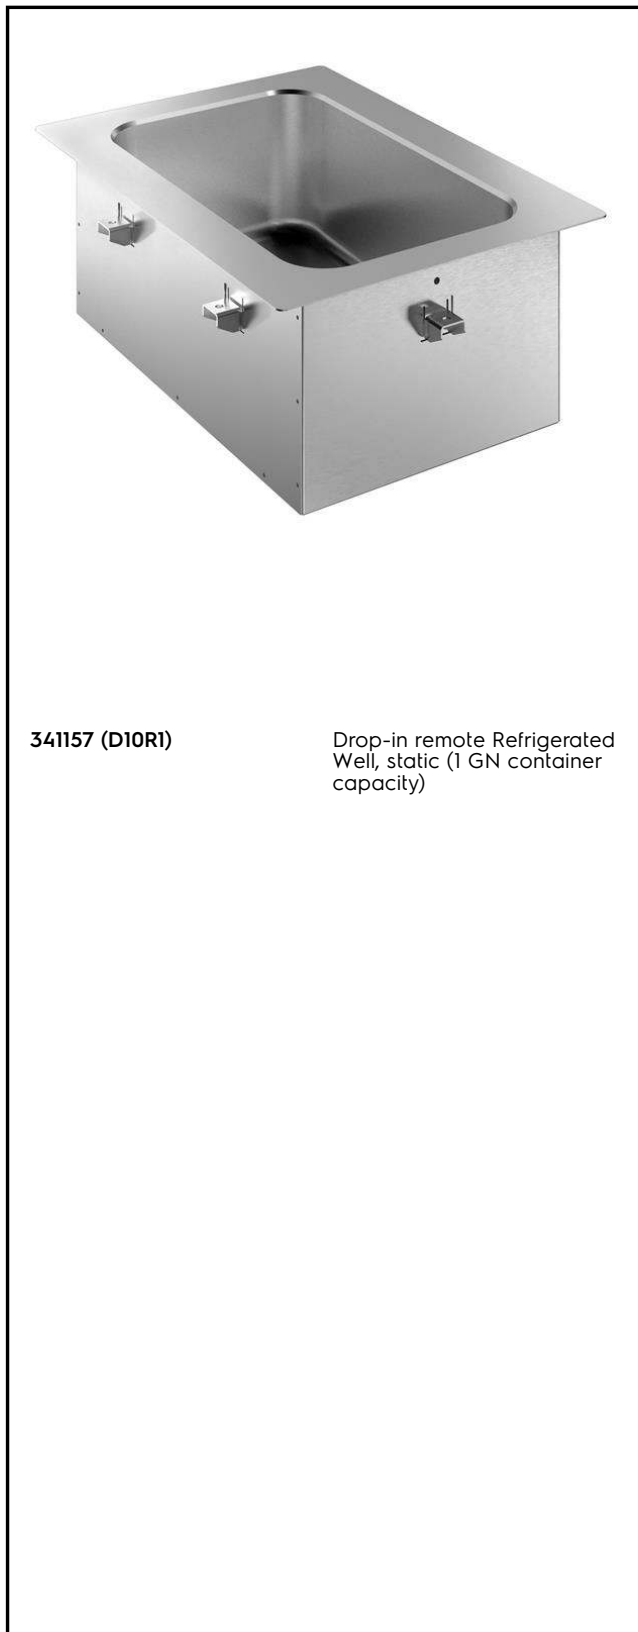 341157 (D10R1)
Drop-in remote Refrigerated
Well, static (1 GN container
capacity)